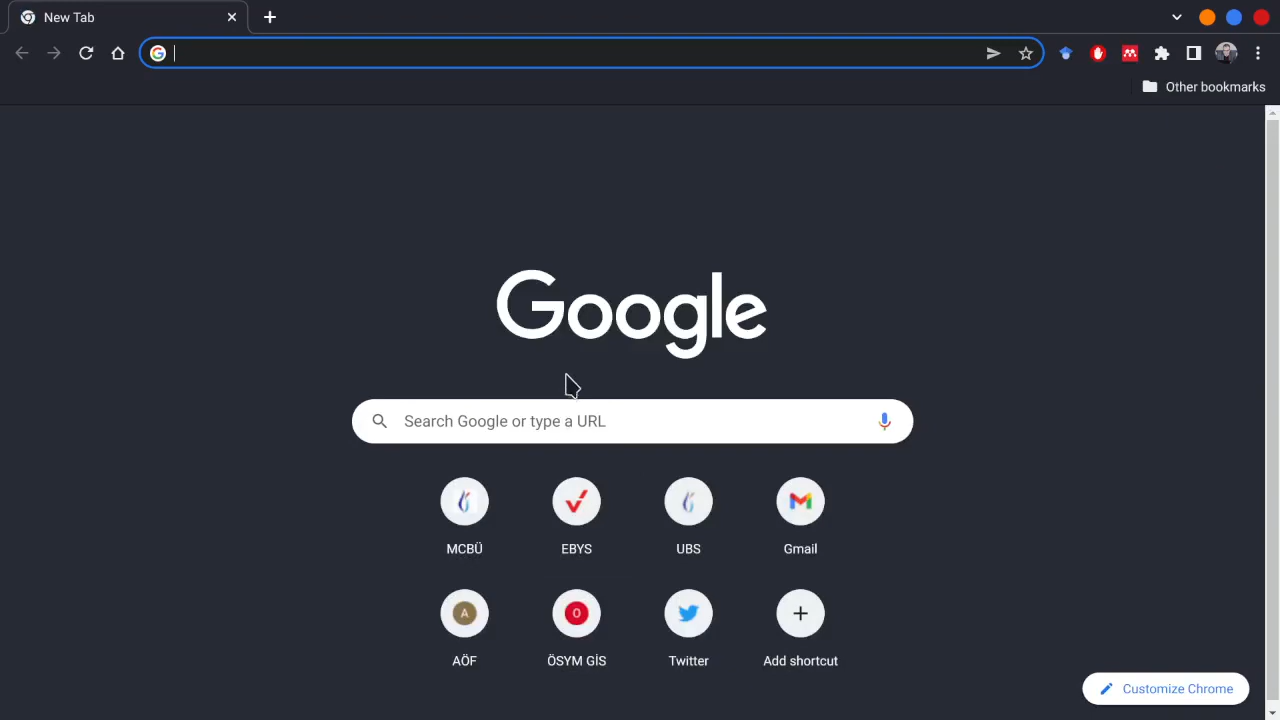 New Tab
Other bookmarks
Google
Search Google or type a URL
MCBÜ
EBYS
UBS
Gmail
A
O
AÖF
ÖSYM GİS
Twitter
Add shortcut
Customize Chrome